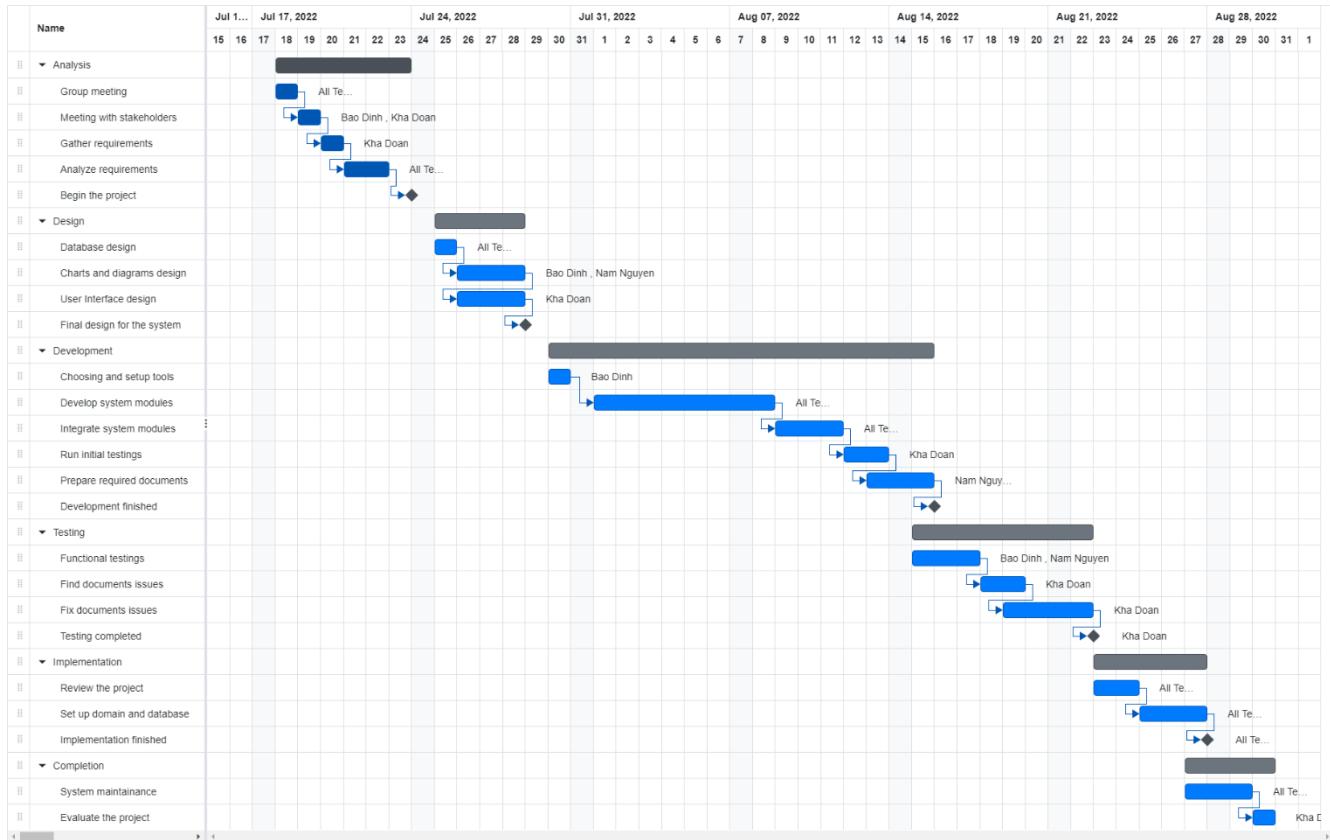 Name
Jul 1... Jul 17, 2022 Jul 24, 2022 Jul 31, 2022 Aug 07, 2022 Aug 14, 2022 Aug 21, 2022 Aug 28, 2022
15 16 17 18 19 20 21 22 23 24 25 26 27 28 29 30 31 1 2 3 4 5 6 7 8 9 10 11 12 13 14 15 16 17 18 19 20 21 22 23 24 25 26 27 28 29 30 31 1
Analysis
Group meeting All Te...
Meeting with stakeholders Bao Dinh , Kha Doan
Gather requirements Kha Doan
Analyze requirements All Te...
Begin the project
Design
Database design All Te...
Charts and diagrams design Bao Dinh , Nam Nguyen
User Interface design Kha Doan
Final design for the system
Development
Choosing and setup tools Bao Dinh
Develop system modules All Te...
Integrate system modules All Te...
Run initial testings Kha Doan
Prepare required documents Nam Nguy...
Development finished
Testing
Functional testings Bao Dinh , Nam Nguyen
Find documents issues Kha Doan
Fix documents issues Kha Doan
Testing completed Kha Doan
Implementation
Review the project All Te...
Set up domain and database All Te...
Implementation finished All Te...
Completion
System maintainance All Te...
Evaluate the project Kha D